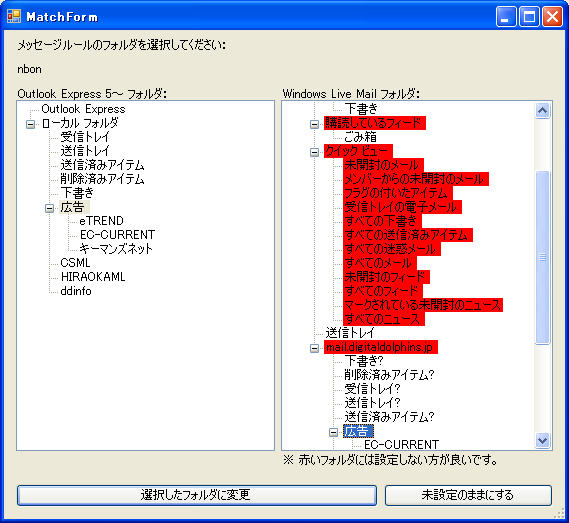 MatchForm
メッセージルールのフォルダを選択してください:
nbon
Outlook Express 5～ フォルダ:
Outlook Express
ローカル フォルダ
受信トレイ
送信トレイ
送信済みアイテム
削除済みアイテム
下書き
広告
eTREND
EC-CURRENT
キーマンズネット
CSML
HIRAOKAML
ddinfo
Windows Live Mail フォルダ:
下書き
購読しているフィード
ごみ箱
クイック ビュー
未開封のメール
メンバーからの未開封のメール
フラグの付いたアイテム
受信トレイの電子メール
すべての下書き
すべての送信済みアイテム
すべての迷惑メール
すべてのメール
未開封のフィード
すべてのフィード
マークされている未開封のニュース
すべてのニュース
送信トレイ
mail.digitaldolphins.jp
下書き?
削除済みアイテム?
受信トレイ?
送信トレイ?
送信済みアイテム?
広告
EC-CURRENT
※ 赤いフォルダには設定しない方が良いです。
選択したフォルダに変更
未設定のままにする